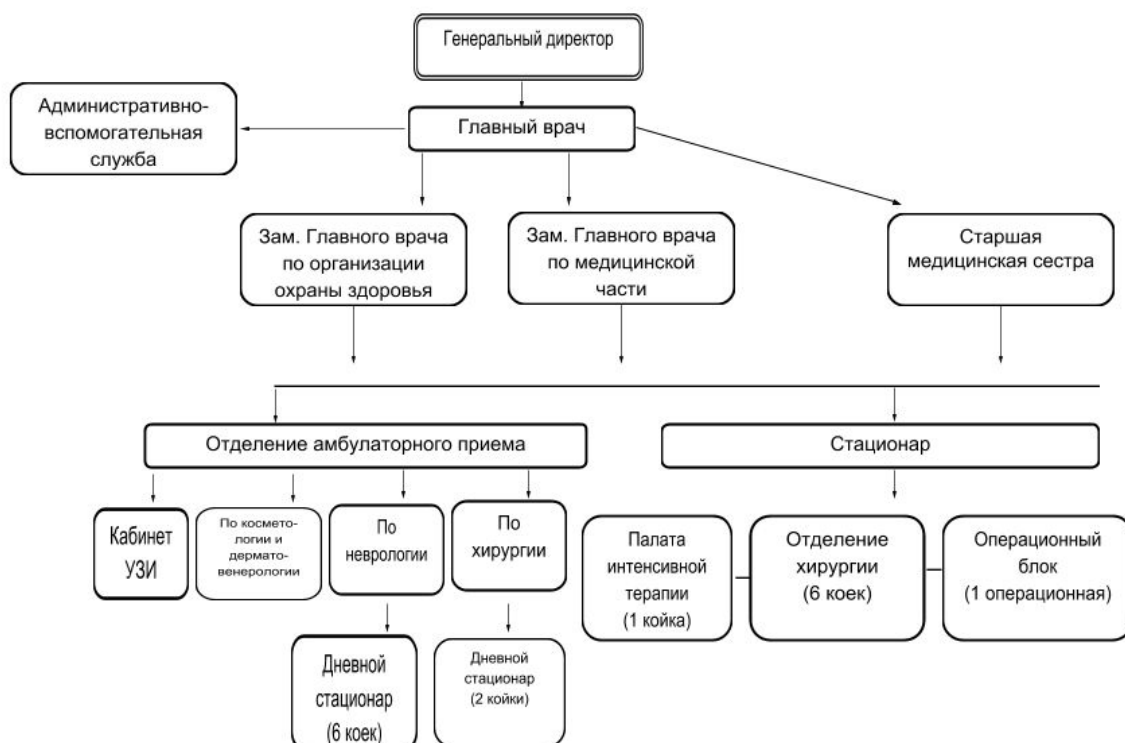 Генеральный директор
Административно-
вспомогательная
служба
Главный врач
Зам. Главного врача
по организации
охраны здоровья
Зам. Главного врача
по медицинской
части
Старшая
медицинская сестра
Отделение амбулаторного приема
Стационар
Кабинет
УЗИ
По космето-
логии и
дермато-
венерологии
По
неврологии
По
хирургии
Палата
интенсивной
терапии
(1 койка)
Отделение
хирургии
(6 коек)
Операционный
блок
(1 операционная)
Дневной
стационар
(6 коек)
Дневной
стационар
(2 койки)